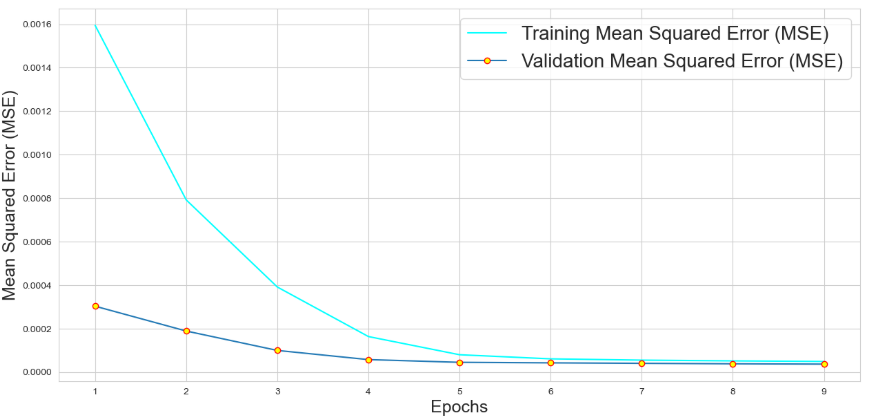 Training Mean Squared Error (MSE)
Validation Mean Squared Error (MSE)
Mean Squared Error (MSE)
0.0016
0.0014
0.0012
0.0010
0.0008
0.0006
0.0004
0.0002
0.0000
1 2 3 4 5 6 7 8 9
Epochs